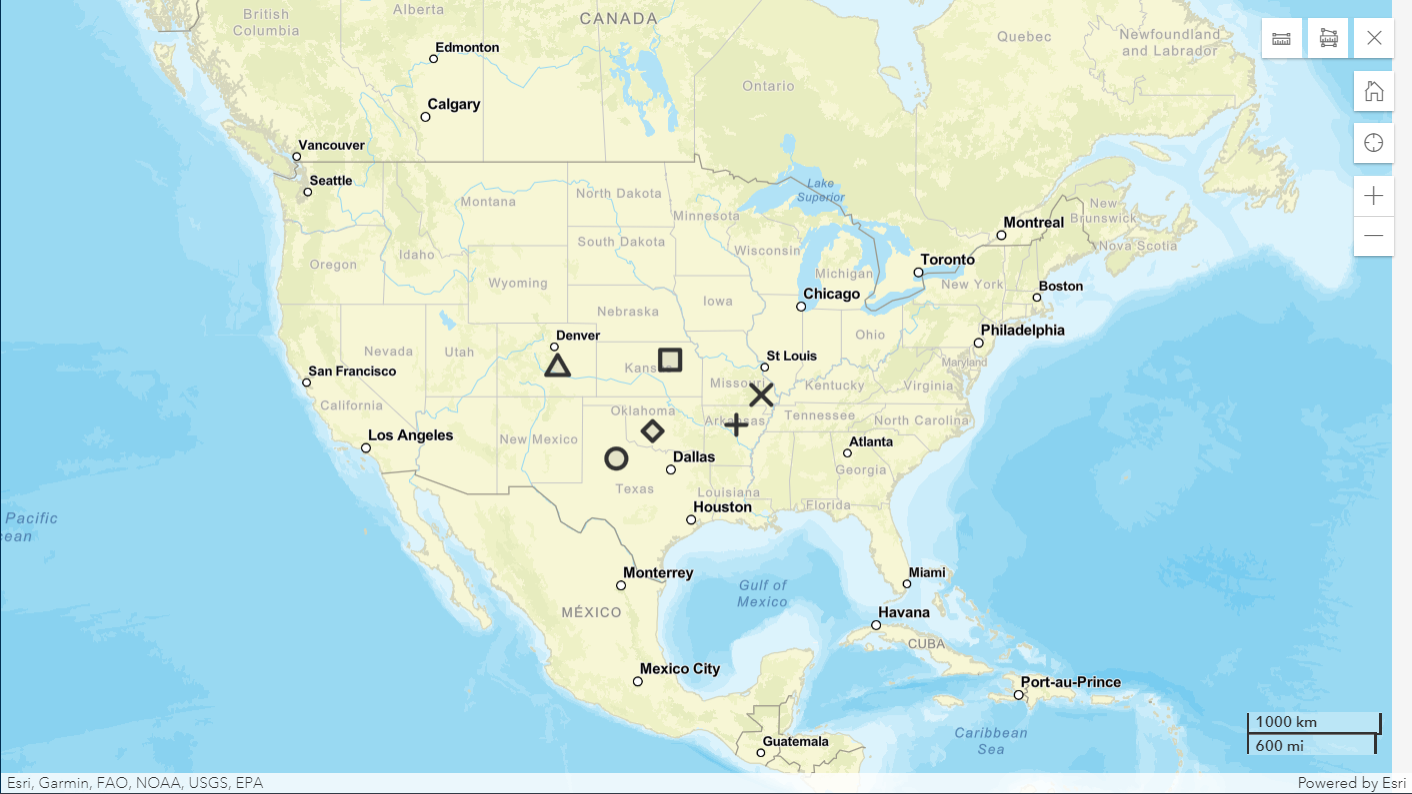 British
Columbia
Alberta
CANADA
Quebec
Newfoundland
and Labrador
Edmonton
Ontario
Calgary
Vancouver
Seattle
Lake
Superior
North Dakota
Montana
Minnesota
New
Brunswick
Montreal
South Dakota
Wisconsin
Nova Scotia
Oregon
Idaho
Toronto
Michigan
Wyoming
New York
Boston
Chicago
Iowa
Nebraska
Philadelphia
Denver
Ohio
Nevada
Utah
St Louis
Maryland
San Francisco
Kansas
Missouri
Kentucky
Virginia
California
Oklahoma
Tennessee
North Carolina
Arkansas
Los Angeles
New Mexico
Atlanta
Dallas
Georgia
Texas
Louisiana
Houston
Florida
Pacific
ean
Monterrey
Miami
Gulf of
Mexico
MÉXICO
Havana
CUBA
Mexico City
Port-au-Prince
Caribbean
Sea
Guatemala
1000 km
600 mi
Esri, Garmin, FAO, NOAA, USGS, EPA
Powered by Esri